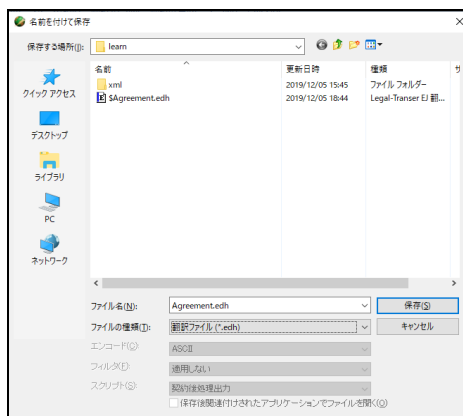 名前を付けて保存
保存する場所(I): learn
名前 更新日時 種類 サ
xml 2019/12/05 15:45 ファイル フォルダー
$Agreement.edh 2019/12/05 18:44 Legal-Transer EJ 翻...
クイック アクセス
デスクトップ
ライブラリ
PC
ネットワーク
ファイル名(N): Agreement.edh 保存(S)
ファイルの種類(T): 翻訳ファイル (*.edh) キャンセル
エンコード(C): ASCII
フィルタ(F) 適用しない
スクリプト(S): 契約後処理出力
保存後関連付けされたアプリケーションでファイルを開く(O)